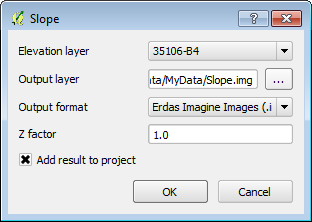 Slope
Elevation layer 35106-B4
Output layer ata/MyData/Slope.img ...
Output format Erdas Imagine Images (.i
Z factor 1.0
Add result to project
OK Cancel